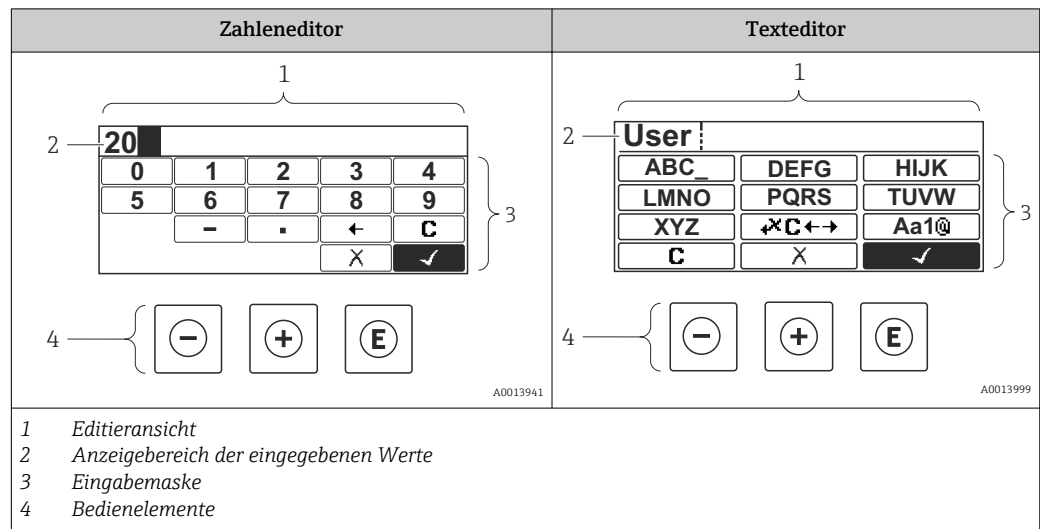 Zahleneditor
Texteditor
1
2
20
0 1 2 3 4
5 6 7 8 9
- . ← C
X ✓
3
4
- + E
A0013941
1
2
User
ABC_ DEFG HIJK
LMNO PQRS TUVW
XYZ ↶×C←→ Aa1@
C X ✓
3
4
- + E
A0013999
1 Editieransicht
2 Anzeigebereich der eingegebenen Werte
3 Eingabemaske
4 Bedienelemente